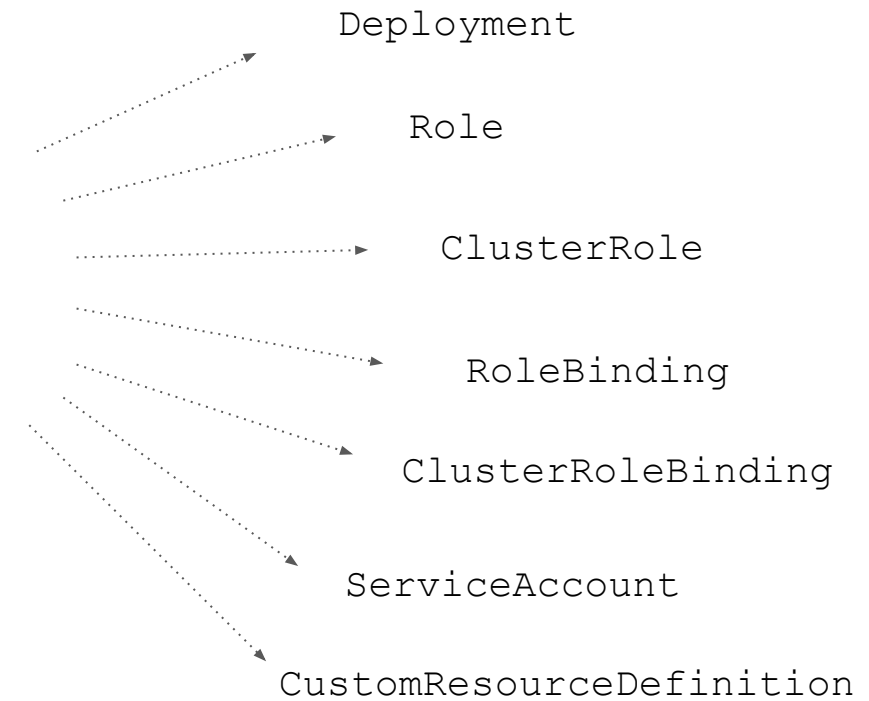 Deployment
Role
ClusterRole
RoleBinding
ClusterRoleBinding
ServiceAccount
CustomResourceDefinition